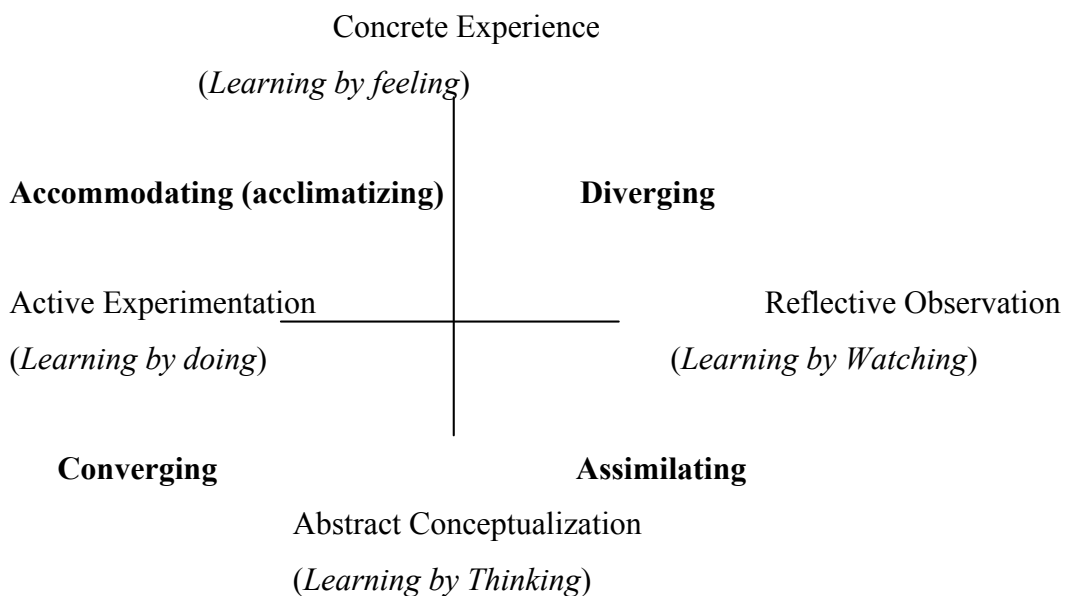 Concrete Experience
(Learning by feeling)
Accommodating (acclimatizing) Diverging
Active Experimentation Reflective Observation
(Learning by doing) (Learning by Watching)
Converging Assimilating
Abstract Conceptualization
(Learning by Thinking)